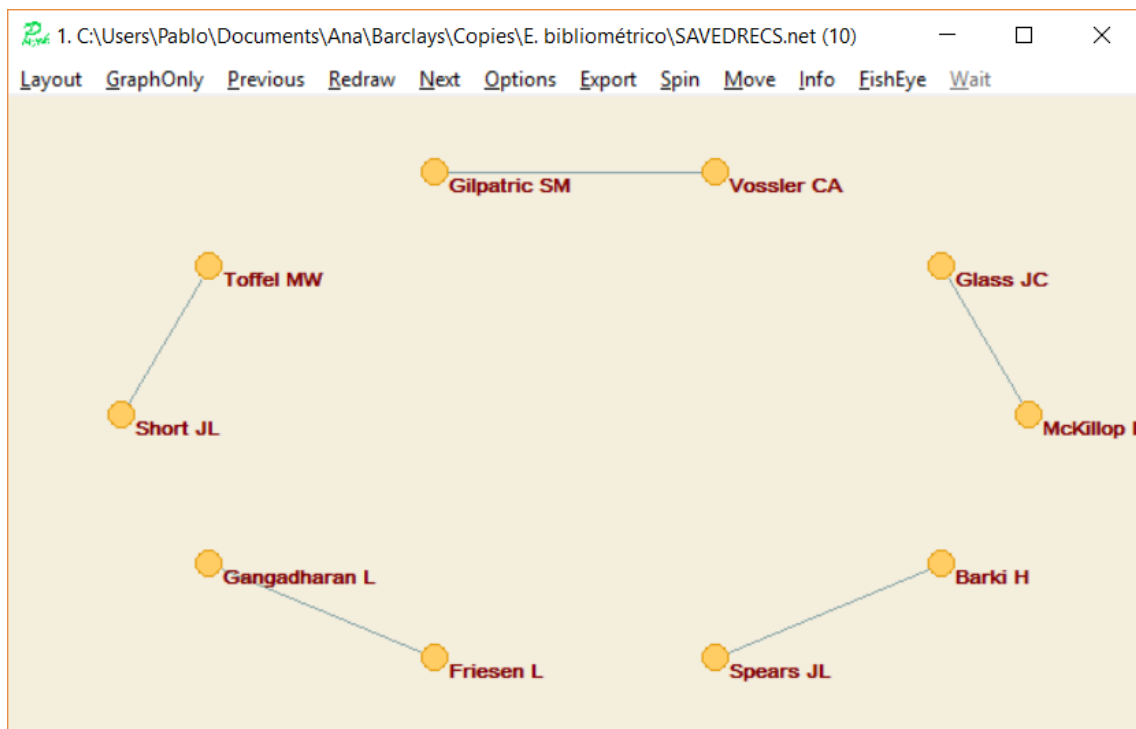 1. C:\Users\Pablo\Documents\Ana\Barclays\Copies\E. bibliométrico\SAVEDRECS.net (10)
Layout GraphOnly Previous Redraw Next Options Export Spin Move Info FishEye Wait
Gilpatric SM Vossler CA
Toffel MW Glass JC
Short JL McKillop
Gangadharan L Barki H
Friesen L Spears JL